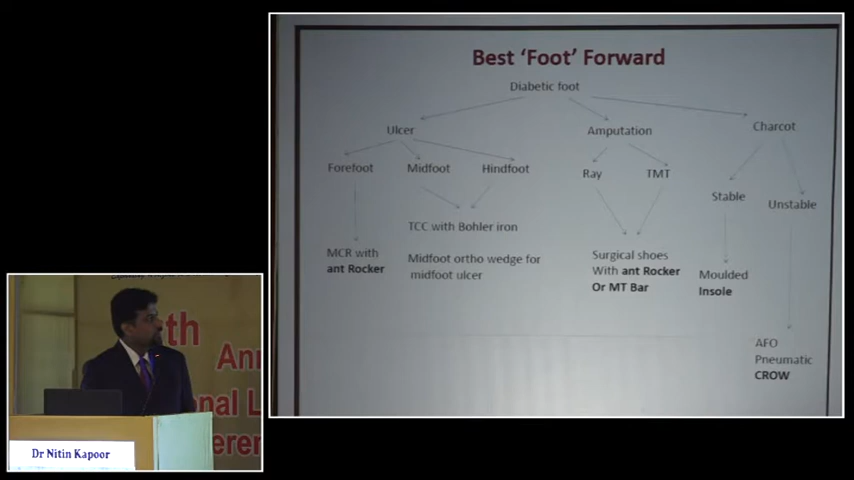 Best ‘Foot’ Forward
Diabetic foot
Ulcer
Amputation
Charcot
Forefoot
Midfoot
Hindfoot
Ray
TMT
Stable
Unstable
TCC with Bohler iron
MCR with
ant Rocker
Midfoot ortho wedge for
midfoot ulcer
Surgical shoes
With ant Rocker
Or MT Bar
Moulded
Insole
AFO
Pneumatic
CROW
th
Ann
onal L
eren
Dr Nitin Kapoor